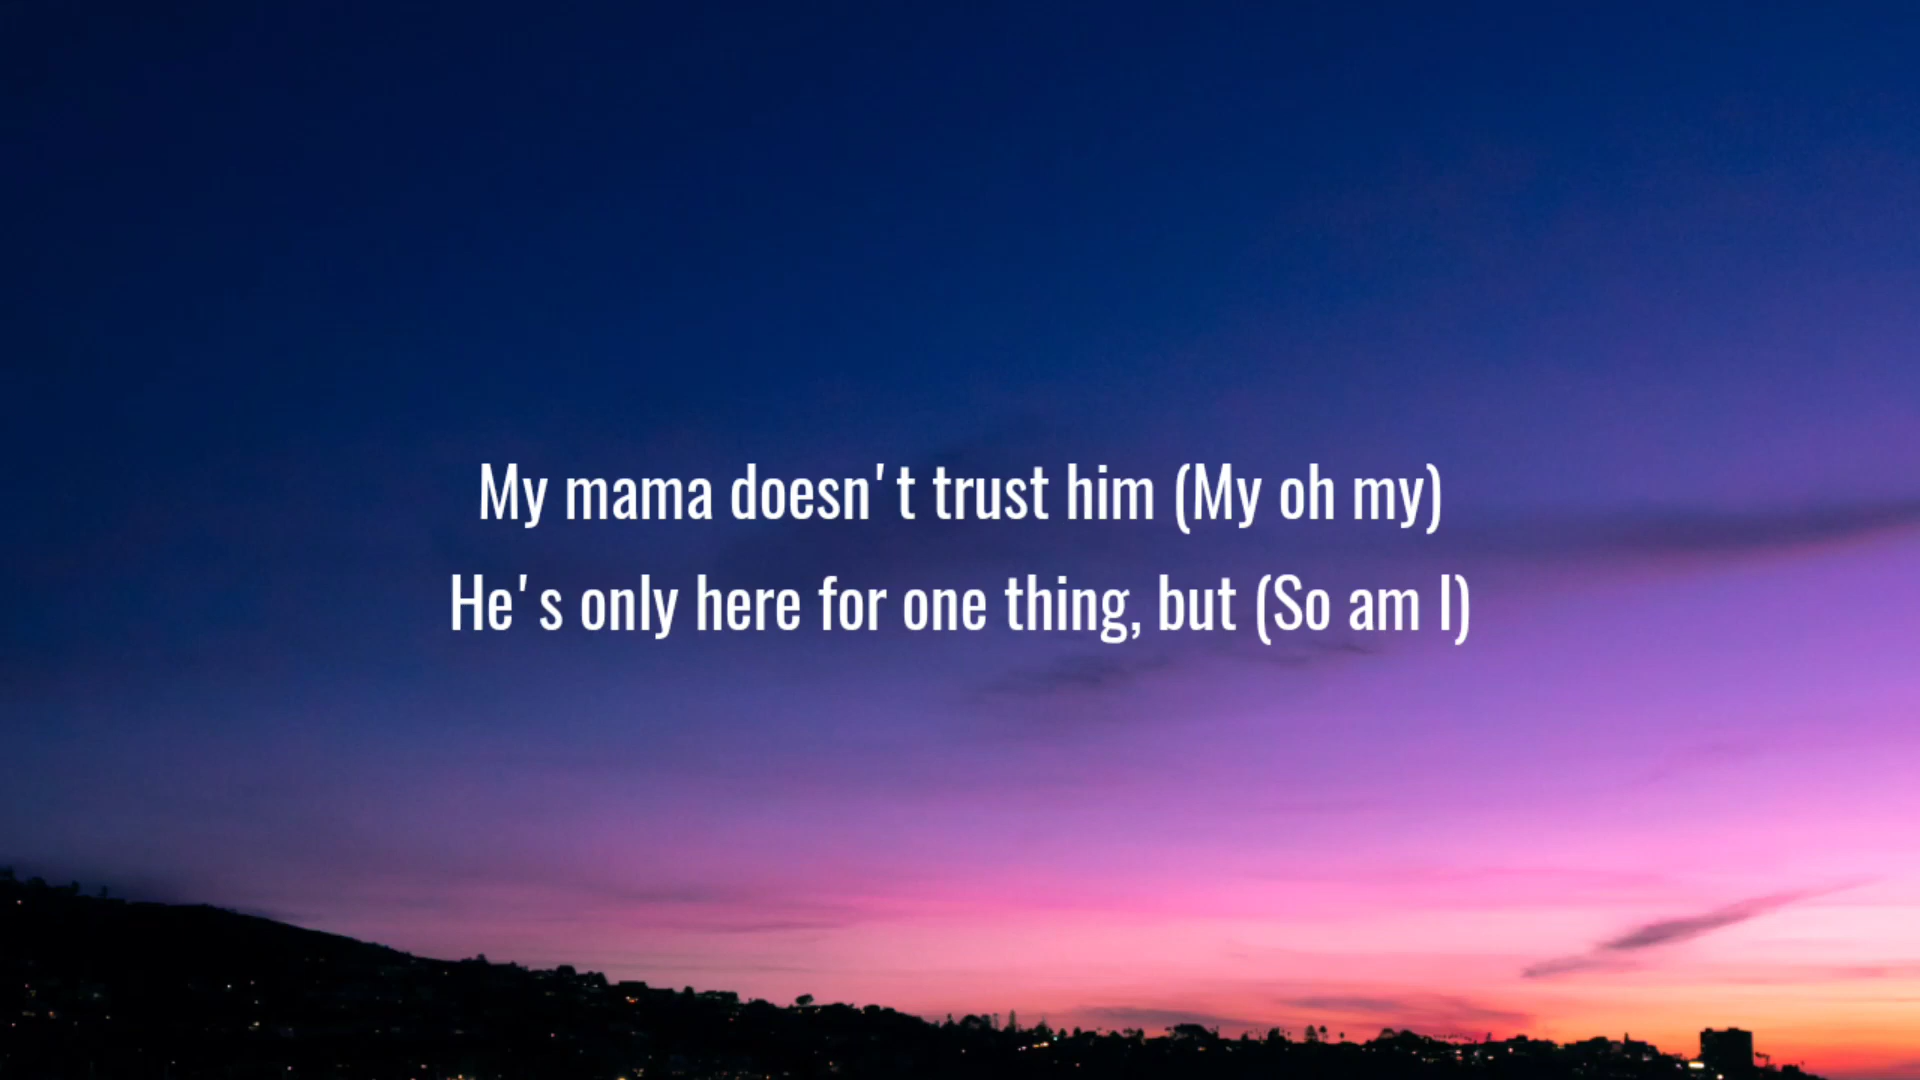 My mama doesn't trust him (My oh my)
He's only here for one thing, but (So am I)